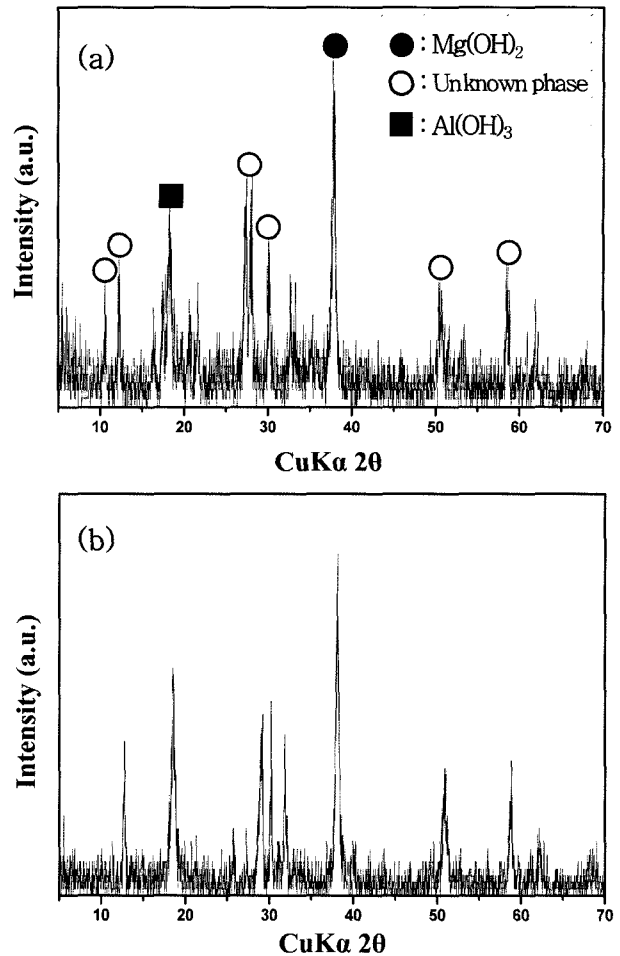 (a)
● : Mg(OH)₂
○ : Unknown phase
■ : Al(OH)₃
Intensity (a.u.)
10 20 30 40 50 60 70
CuKα 2θ
(b)
Intensity (a.u.)
10 20 30 40 50 60 70
CuKα 2θ